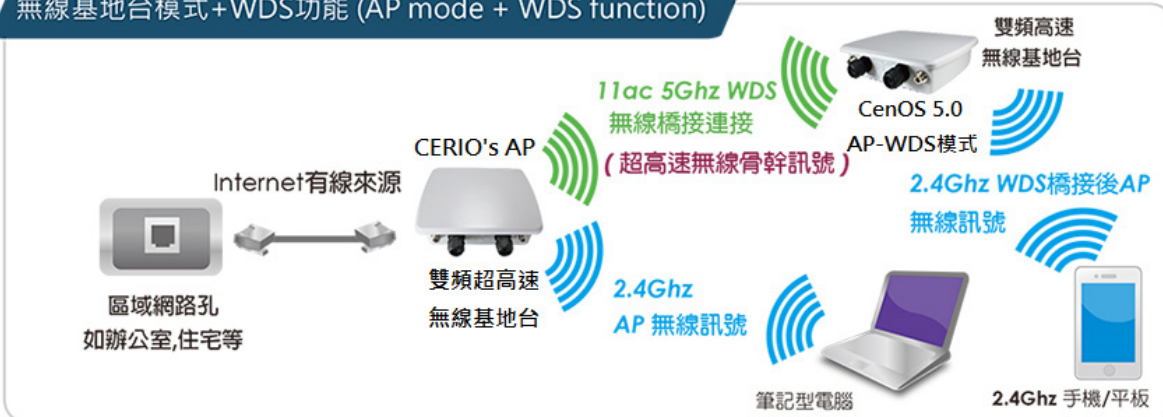 無線基地台模式+WDS功能 (AP mode + WDS function)
雙頻高速
無線基地台
11ac 5Ghz WDS
無線橋接連接
(超高速無線骨幹訊號)
CenOS 5.0
AP-WDS模式
CERIO's AP
Internet有線來源
2.4Ghz WDS橋接後AP
無線訊號
雙頻超高速
無線基地台
2.4Ghz
AP 無線訊號
區域網路孔
如辦公室,住宅等
筆記型電腦
2.4Ghz 手機/平板